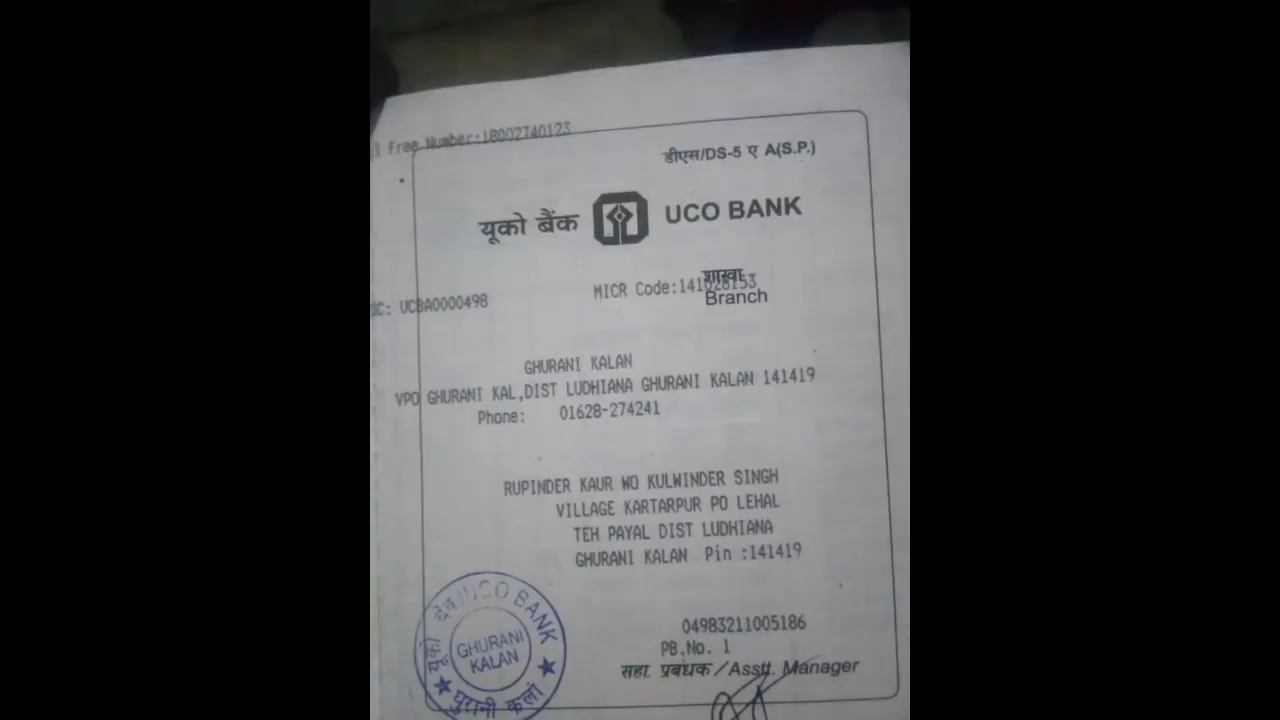 Free Number:18002740123
डीएस/DS-5 ए A(S.P.)
यूको बैंक UCO BANK
शाखा
MICR Code:141028153
Branch
SC: UCBA0000498
GHURANI KALAN
VPO GHURANI KAL,DIST LUDHIANA GHURANI KALAN 141419
Phone: 01628-274241
RUPINDER KAUR WO KULWINDER SINGH
VILLAGE KARTARPUR PO LEHAL
TEH PAYAL DIST LUDHIANA
GHURANI KALAN Pin :141419
04983211005186
PB.No. 1
सहा. प्रबंधक/Asstt. Manager
यूको बैंक/UCO BANK
GHURANI
KALAN
घुरानी कलां